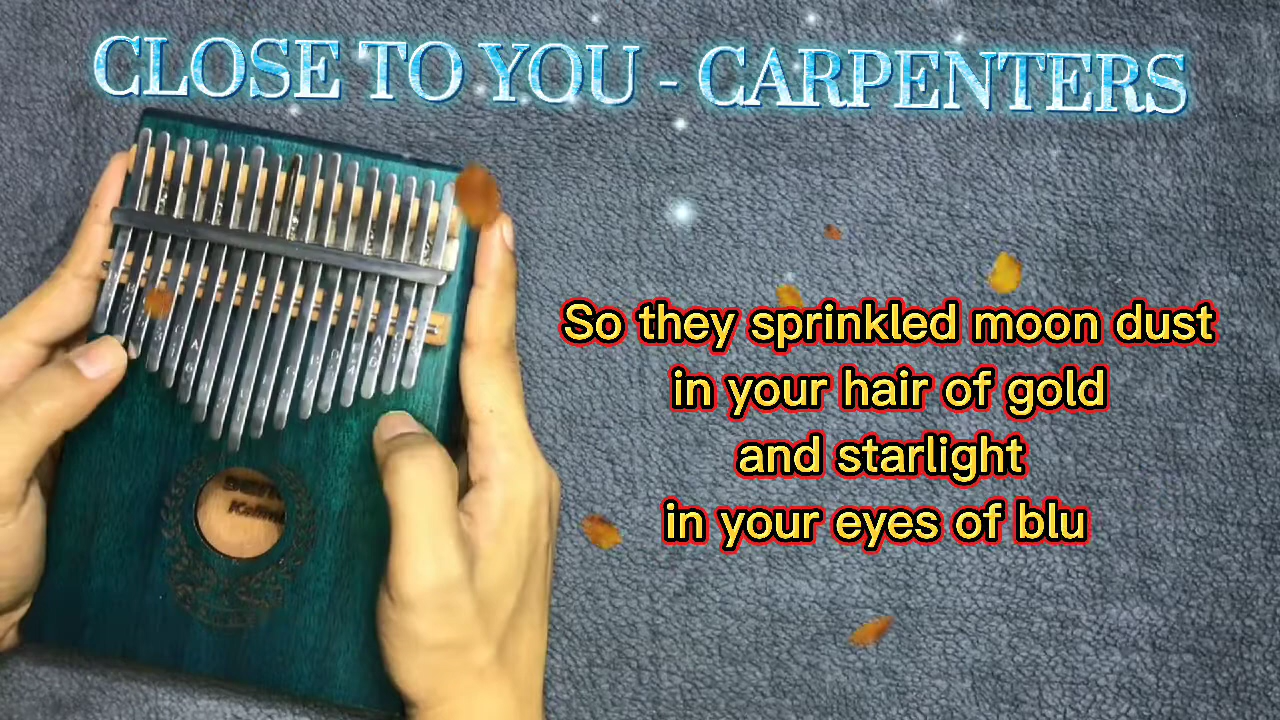 CLOSE TO YOU - CARPENTERS
So they sprinkled moon dust
in your hair of gold
and starlight
in your eyes of blu